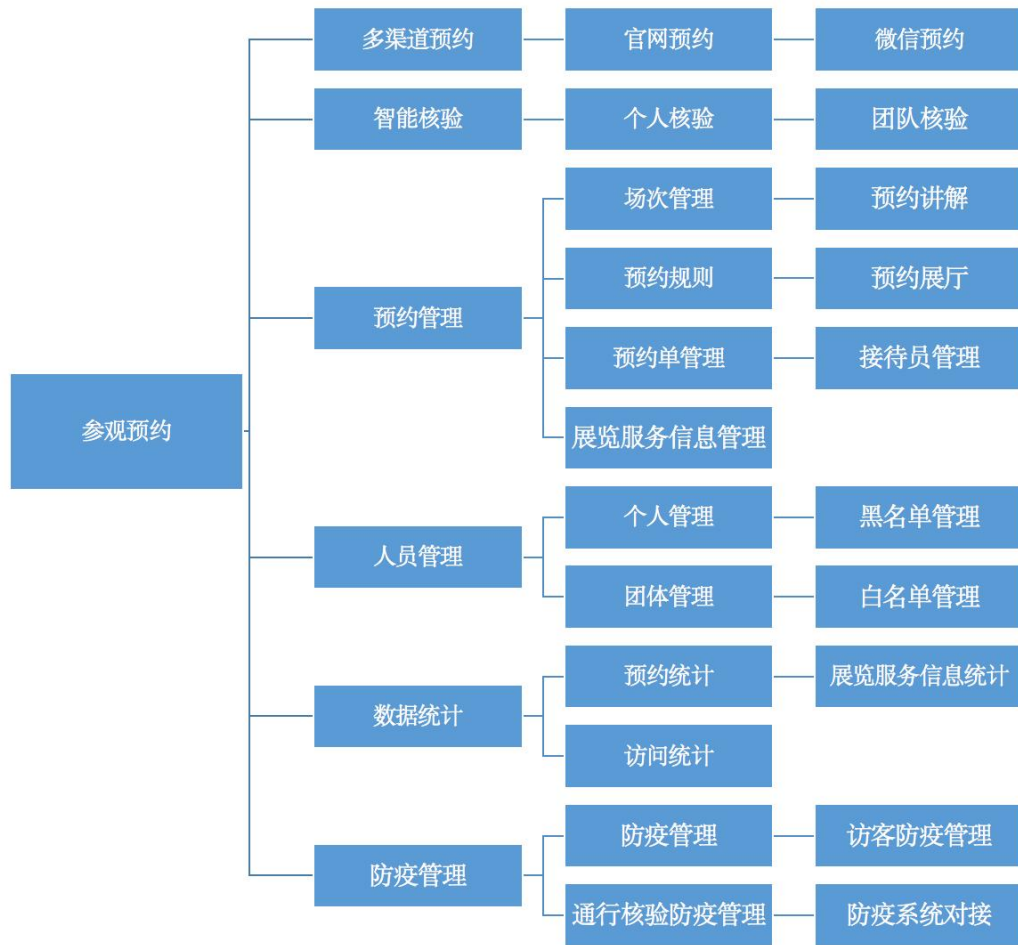 多渠道预约
官网预约
微信预约
智能核验
个人核验
团队核验
场次管理
预约讲解
预约规则
预约展厅
预约管理
预约单管理
接待员管理
参观预约
展览服务信息管理
个人管理
黑名单管理
人员管理
团体管理
白名单管理
预约统计
展览服务信息统计
数据统计
访问统计
防疫管理
访客防疫管理
防疫管理
通行核验防疫管理
防疫系统对接